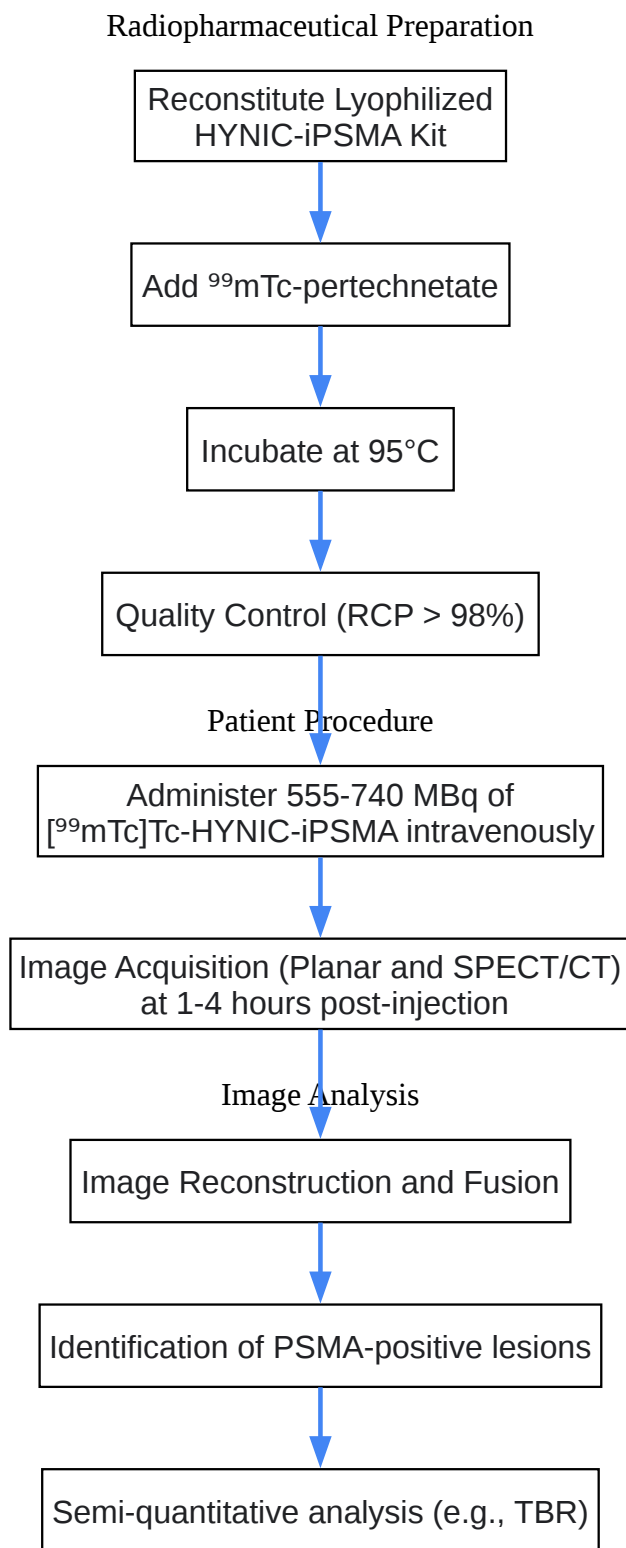 Radiopharmaceutical Preparation
Reconstitute Lyophilized
HYNIC-iPSMA Kit
Add ⁹⁹mTc-pertechnetate
Incubate at 95°C
Quality Control (RCP > 98%)
Patient Procedure
Administer 555-740 MBq of
[⁹⁹mTc]Tc-HYNIC-iPSMA intravenously
Image Acquisition (Planar and SPECT/CT)
at 1-4 hours post-injection
Image Analysis
Image Reconstruction and Fusion
Identification of PSMA-positive lesions
Semi-quantitative analysis (e.g., TBR)